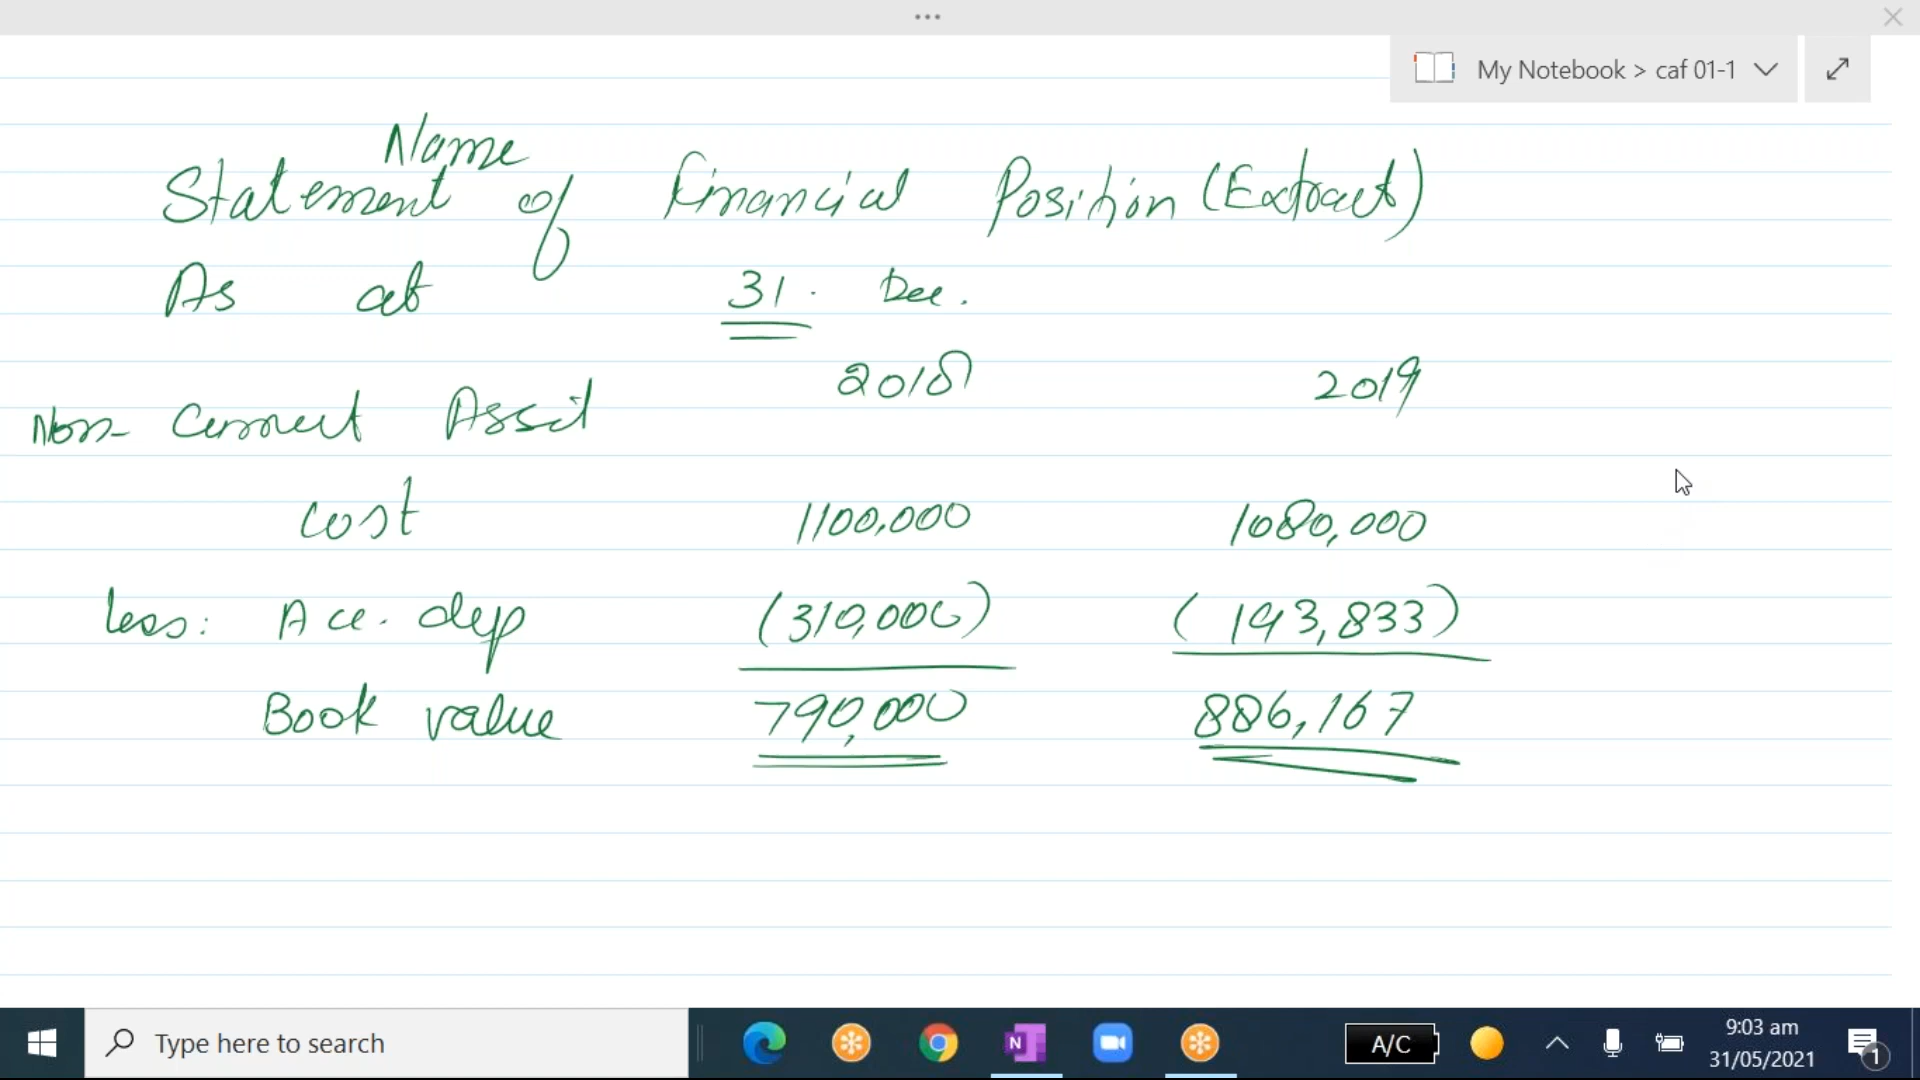 My Notebook > caf 01-1
Name
Statement of Financial Position (Extract)
As at 31. Dec.
2018 2019
Non- Current Asset
Cost 1100,000 1080,000
less: Acc. dep (310,000) (193,833)
Book value 790,000 886,167
Type here to search
N
A/C
9:03 am
31/05/2021
1